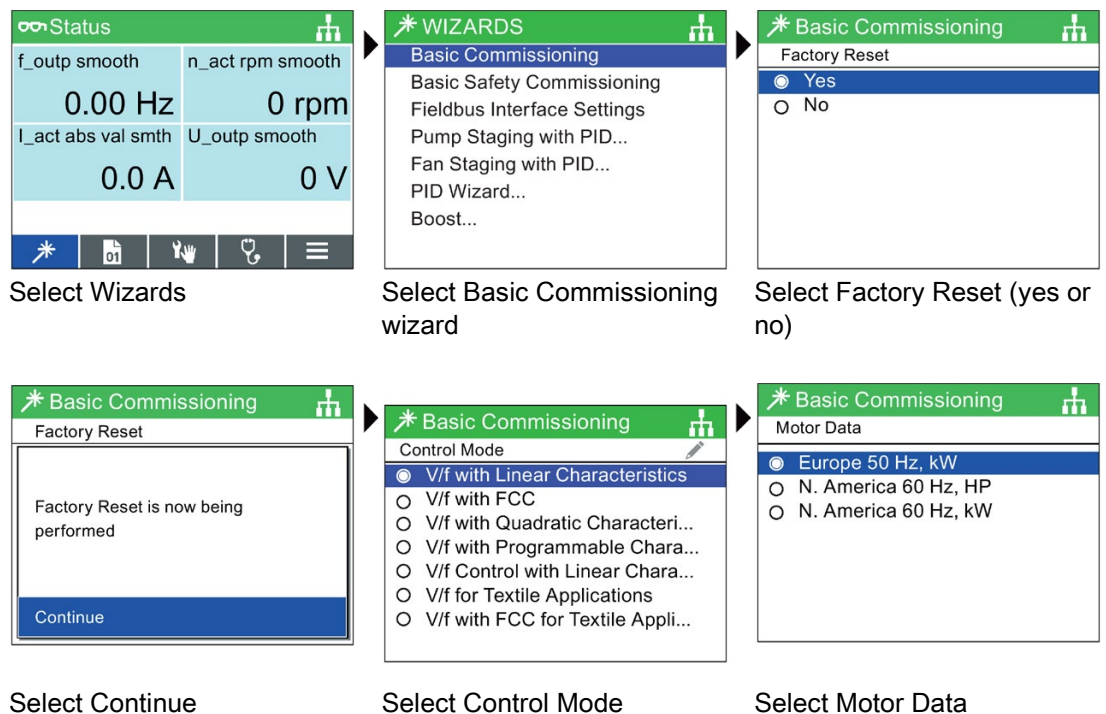 Status
f_outp smooth
n_act rpm smooth
0.00 Hz
0 rpm
I_act abs val smth
U_outp smooth
0.0 A
0 V
01
Select Wizards
WIZARDS
Basic Commissioning
Basic Safety Commissioning
Fieldbus Interface Settings
Pump Staging with PID...
Fan Staging with PID...
PID Wizard...
Boost...
Select Basic Commissioning
wizard
Basic Commissioning
Factory Reset
Yes
No
Select Factory Reset (yes or
no)
Basic Commissioning
Factory Reset
Factory Reset is now being
performed
Continue
Select Continue
Basic Commissioning
Control Mode
V/f with Linear Characteristics
V/f with FCC
V/f with Quadratic Characteri...
V/f with Programmable Chara...
V/f Control with Linear Chara...
V/f for Textile Applications
V/f with FCC for Textile Appli...
Select Control Mode
Basic Commissioning
Motor Data
Europe 50 Hz, kW
N. America 60 Hz, HP
N. America 60 Hz, kW
Select Motor Data